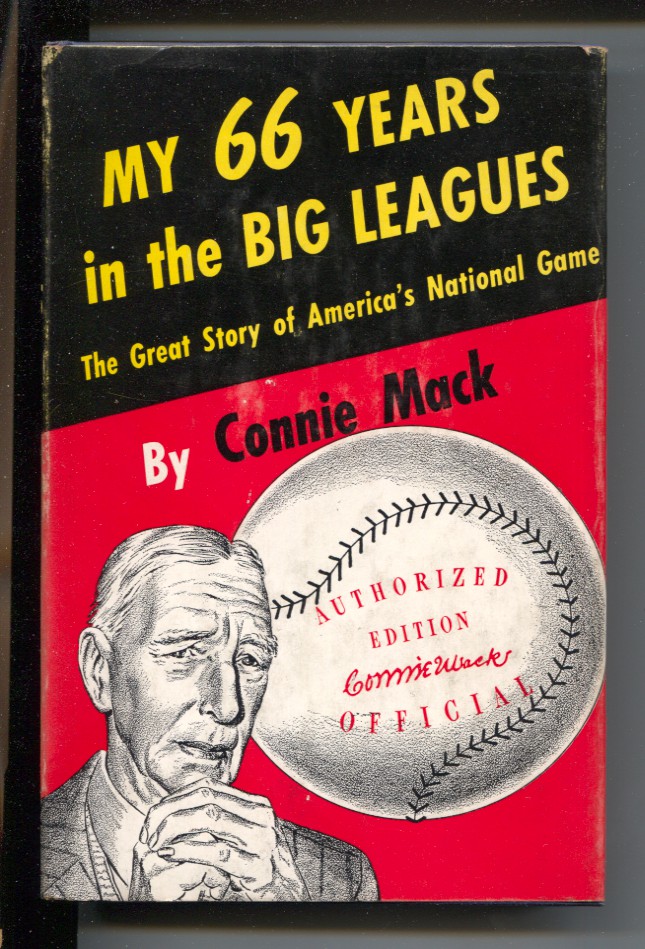 MY 66 YEARS
in the BIG LEAGUES
The Great Story of America's National Game
By Connie Mack
AUTHORIZED
EDITION
Connie Mack
OFFICIAL